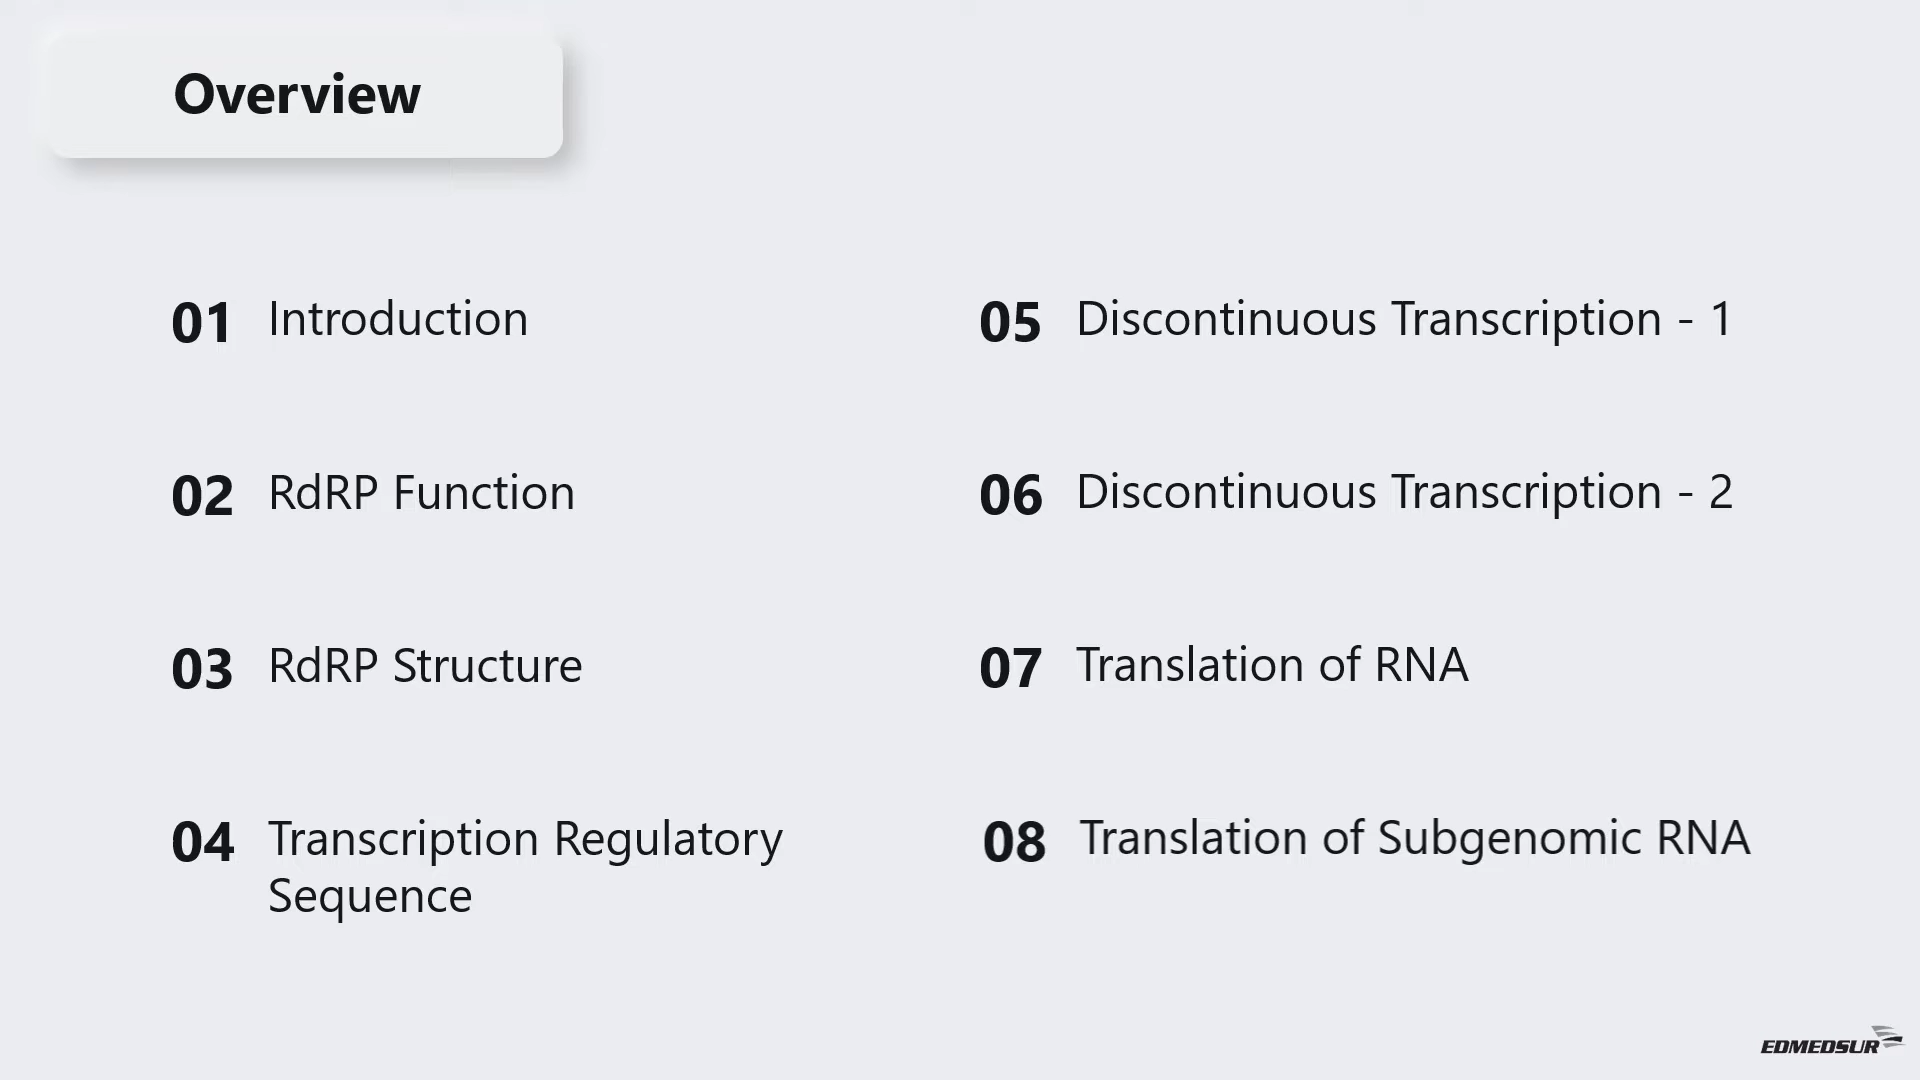 Overview
01 Introduction
02 RdRP Function
03 RdRP Structure
04 Transcription Regulatory
Sequence
05 Discontinuous Transcription - 1
06 Discontinuous Transcription - 2
07 Translation of RNA
08 Translation of Subgenomic RNA
EDMEDSUR